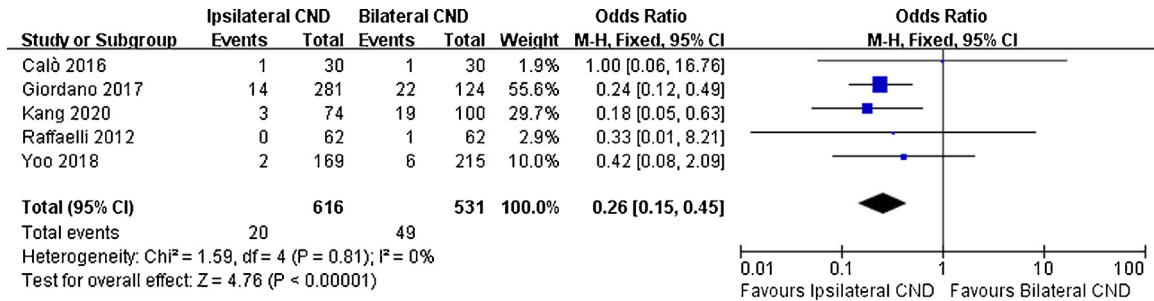 Ipsilateral CND Bilateral CND Odds Ratio Odds Ratio
Study or Subgroup Events Total Events Total Weight M-H, Fixed, 95% CI M-H, Fixed, 95% CI
Calò 2016 1 30 1 30 1.9% 1.00 [0.06, 16.76]
Giordano 2017 14 281 22 124 55.6% 0.24 [0.12, 0.49]
Kang 2020 3 74 19 100 29.7% 0.18 [0.05, 0.63]
Raffaelli 2012 0 62 1 62 2.9% 0.33 [0.01, 8.21]
Yoo 2018 2 169 6 215 10.0% 0.42 [0.08, 2.09]
Total (95% CI) 616 531 100.0% 0.26 [0.15, 0.45]
Total events 20 49
Heterogeneity: Chi² = 1.59, df = 4 (P = 0.81); I² = 0%
Test for overall effect: Z = 4.76 (P < 0.00001)
0.01 0.1 1 10 100
Favours Ipsilateral CND Favours Bilateral CND